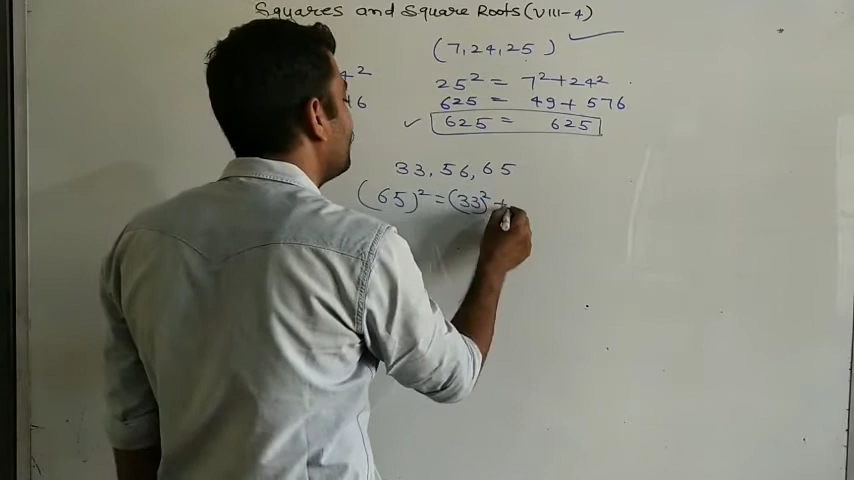 Squares and Square Roots (VIII-4)
(7,24,25)
25² = 7²+24²
625 = 49+ 576
625 = 625
33,56,65
(65)² = (33)² +